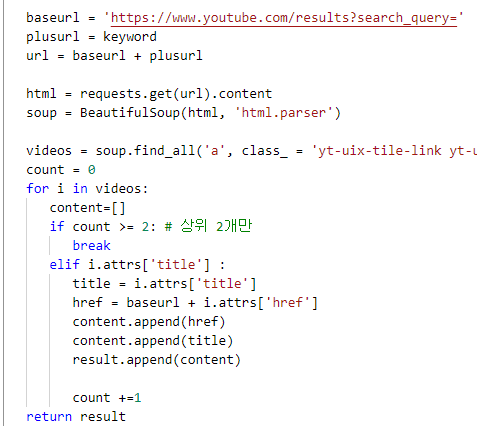 baseurl = 'https://www.youtube.com/results?search_query='
plusurl = keyword
url = baseurl + plusurl
html = requests.get(url).content
soup = BeautifulSoup(html, 'html.parser')
videos = soup.find_all('a', class_ = 'yt-uix-tile-link yt-u
count = 0
for i in videos:
content=[]
if count >= 2: # 상위 2개만
break
elif i.attrs['title'] :
title = i.attrs['title']
href = baseurl + i.attrs['href']
content.append(href)
content.append(title)
result.append(content)
count +=1
return result